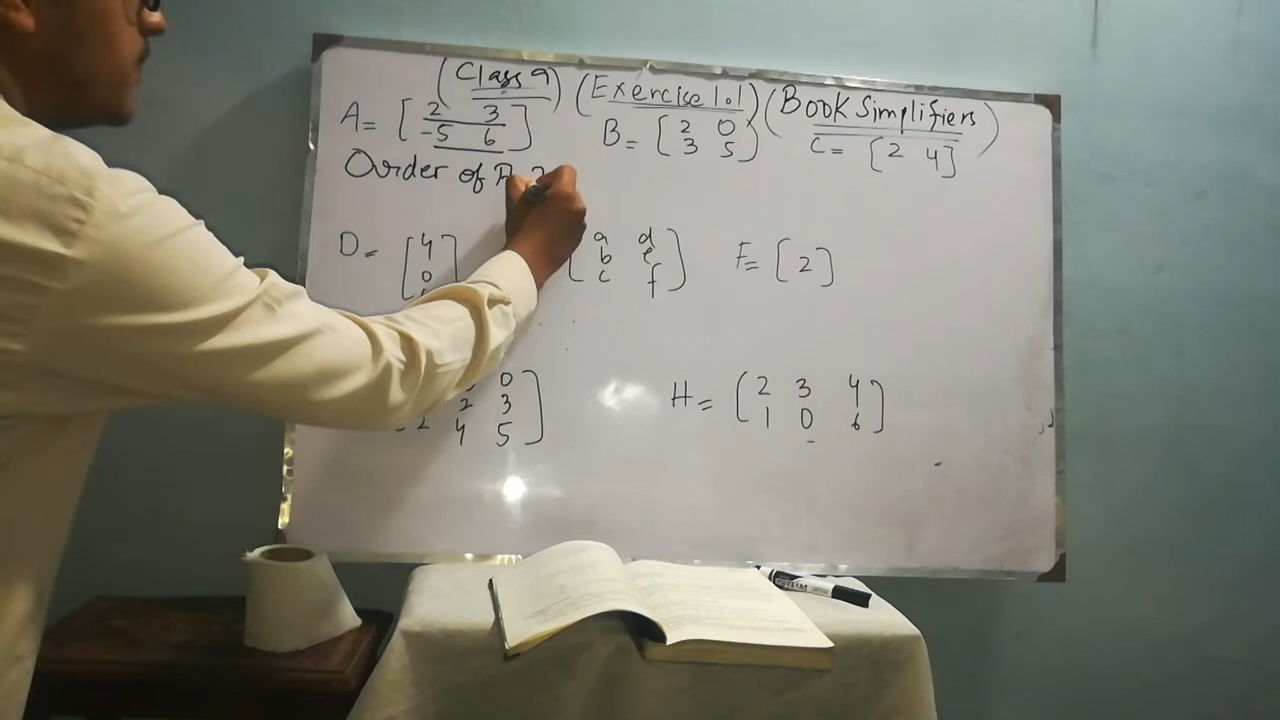 (Class 9) (Exercise 1.1) (Book Simplifiers)
A = [ 2 3 B = [ 2 0 C = [2 4]
-5 6 ] 3 5 ]
Order of A
D = [ 4 a d F = [2]
b e
0 c f ]
0 H = [ 2 3 4
2 3 1 0 6 ]
2 4 5 ]